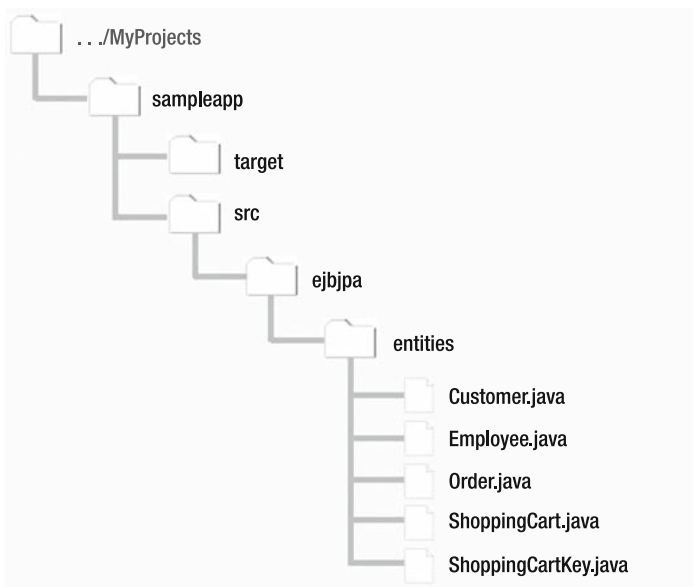 . . ./MyProjects
sampleapp
target
src
ejbjpa
entities
Customer.java
Employee.java
Order.java
ShoppingCart.java
ShoppingCartKey.java